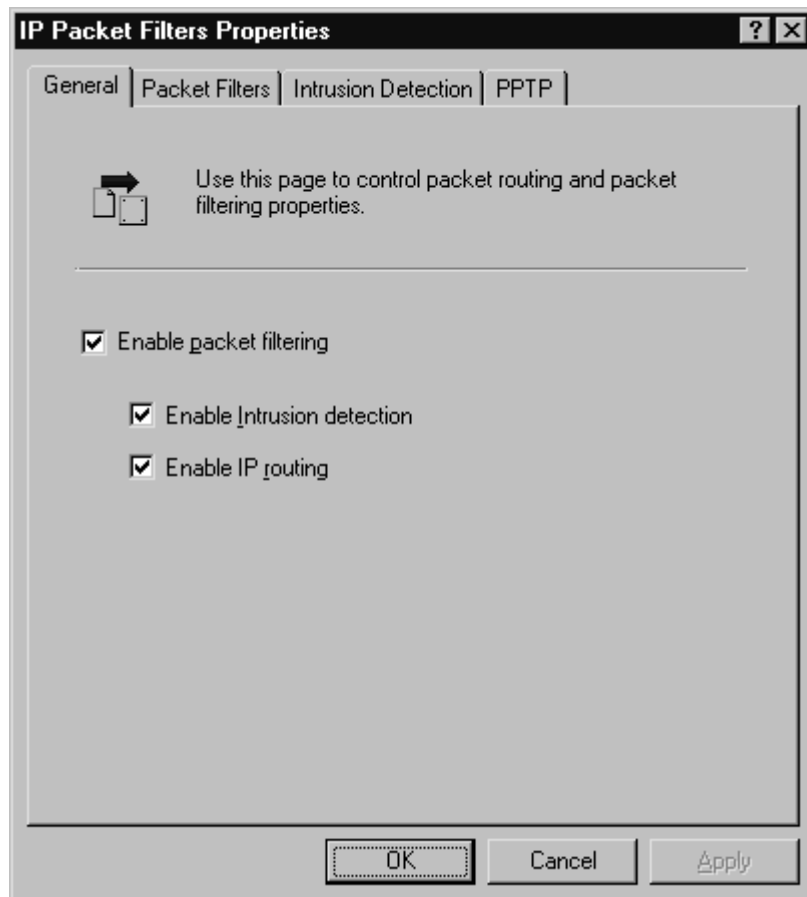 IP Packet Filters Properties
General Packet Filters Intrusion Detection PPTP
Use this page to control packet routing and packet
filtering properties.
Enable packet filtering
Enable Intrusion detection
Enable IP routing
OK Cancel Apply